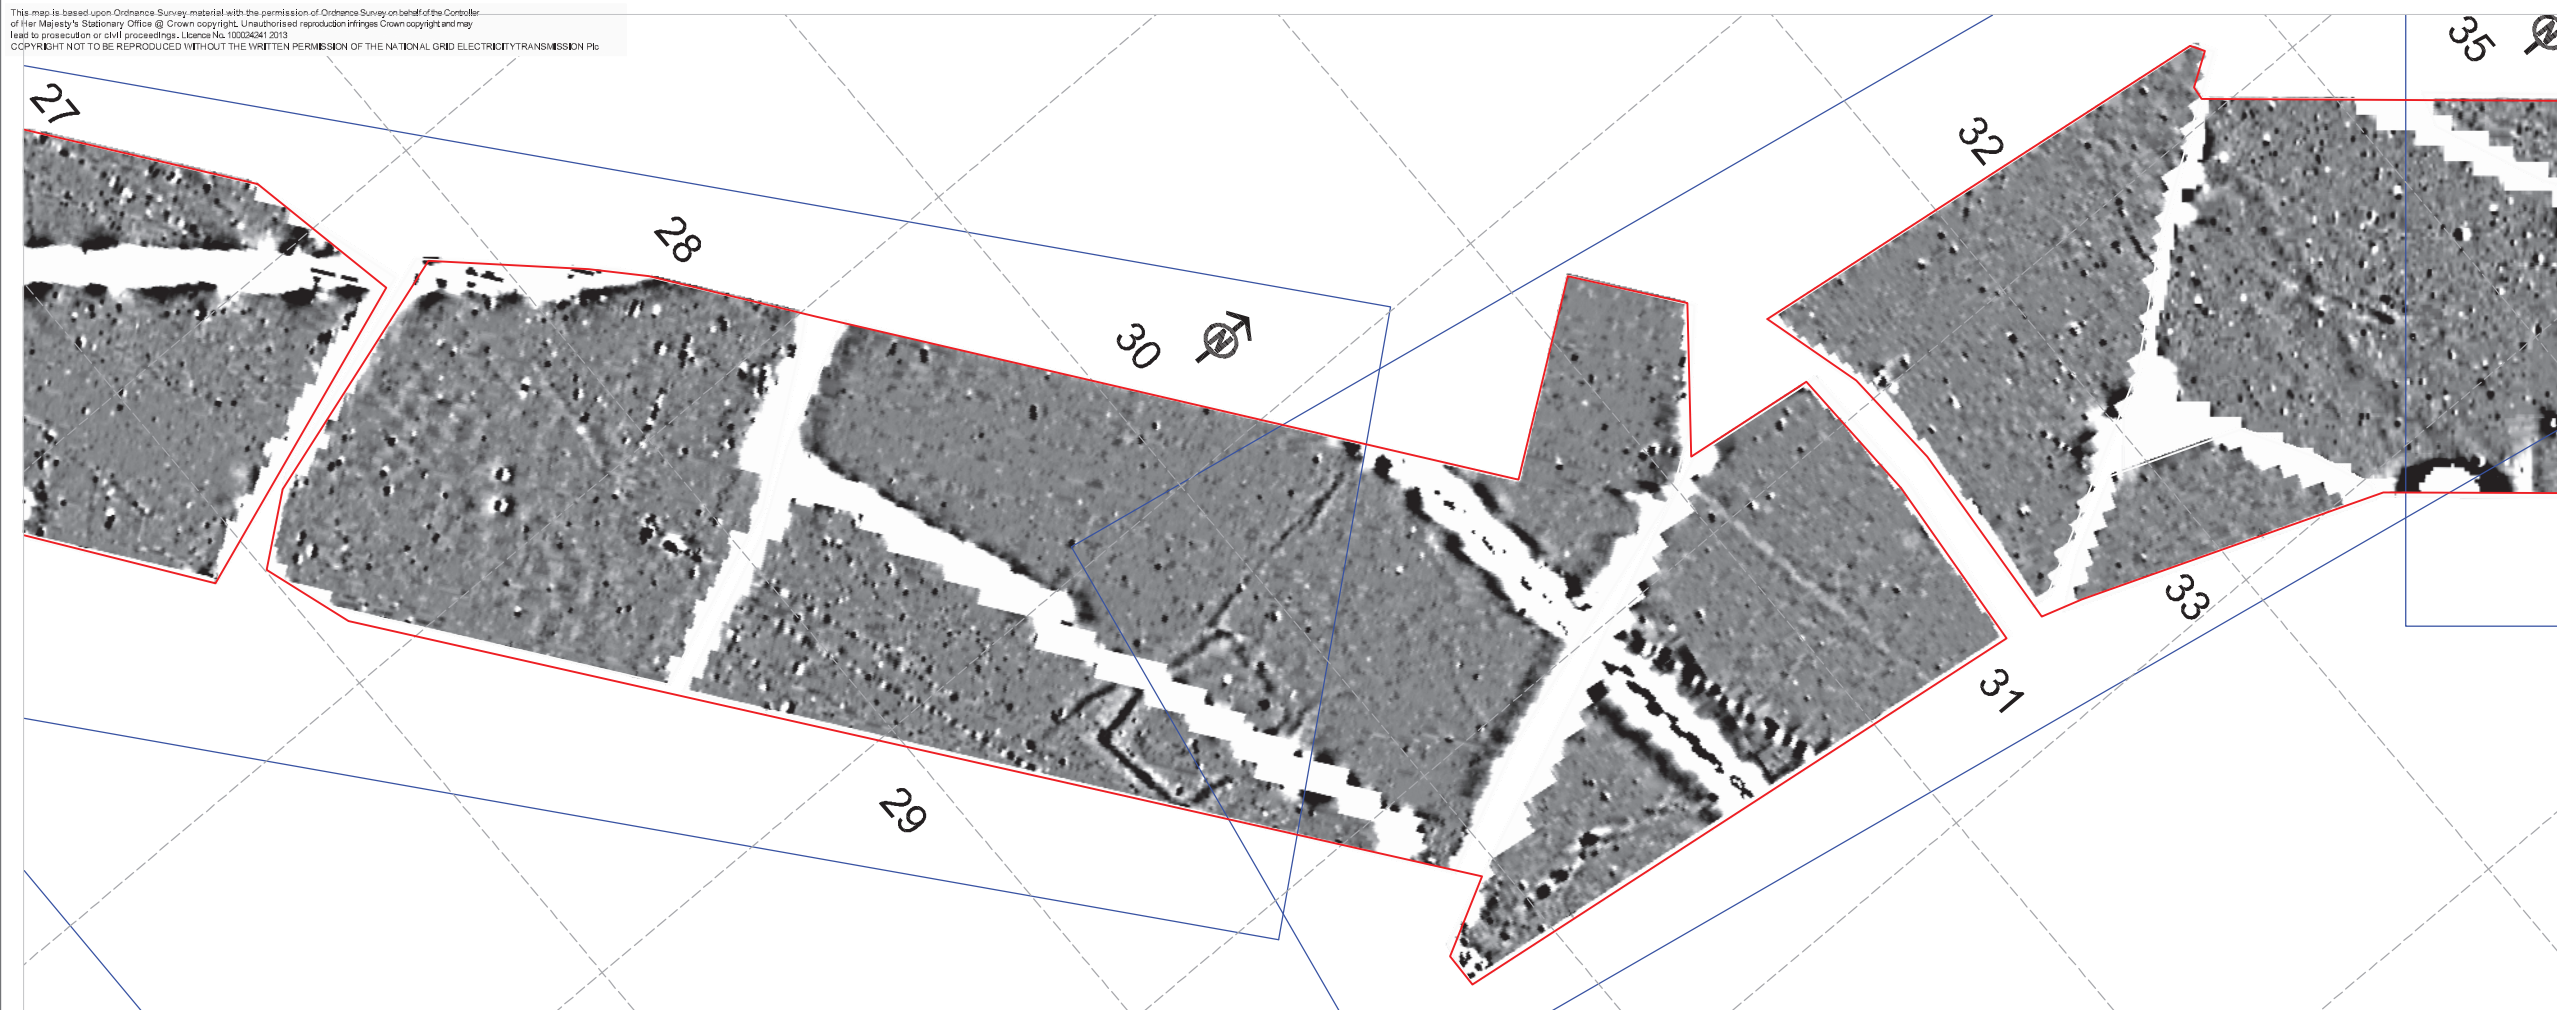 This map is based upon Ordnance Survey material with the permission of Ordnance Survey on behalf of the Controller
of Her Majesty's Stationary Office @ Crown copyright. Unauthorised reproduction infringes Crown copyright and may
lead to prosecution or civil proceedings. Licence No. 100024241 2013
COPYRIGHT NOT TO BE REPRODUCED WITHOUT THE WRITTEN PERMISSION OF THE NATIONAL GRID ELECTRICITY TRANSMISSION Plc
35
N
27
32
28
30
N
33
31
29